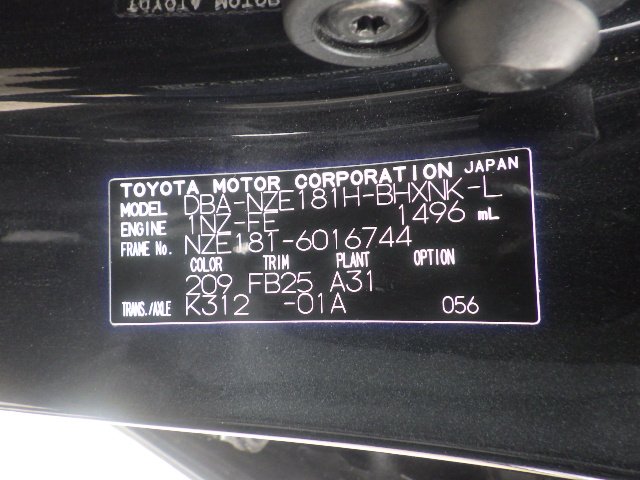 TOYOTA MOTOR CORPORATION JAPAN
MODEL DBA-NZE181H-BHXNK-L
ENGINE 1NZ-FE 1496 mL
FRAME No. NZE181-6016744
COLOR TRIM PLANT OPTION
209 FB25 A31
TRANS./AXLE K312 -01A 056